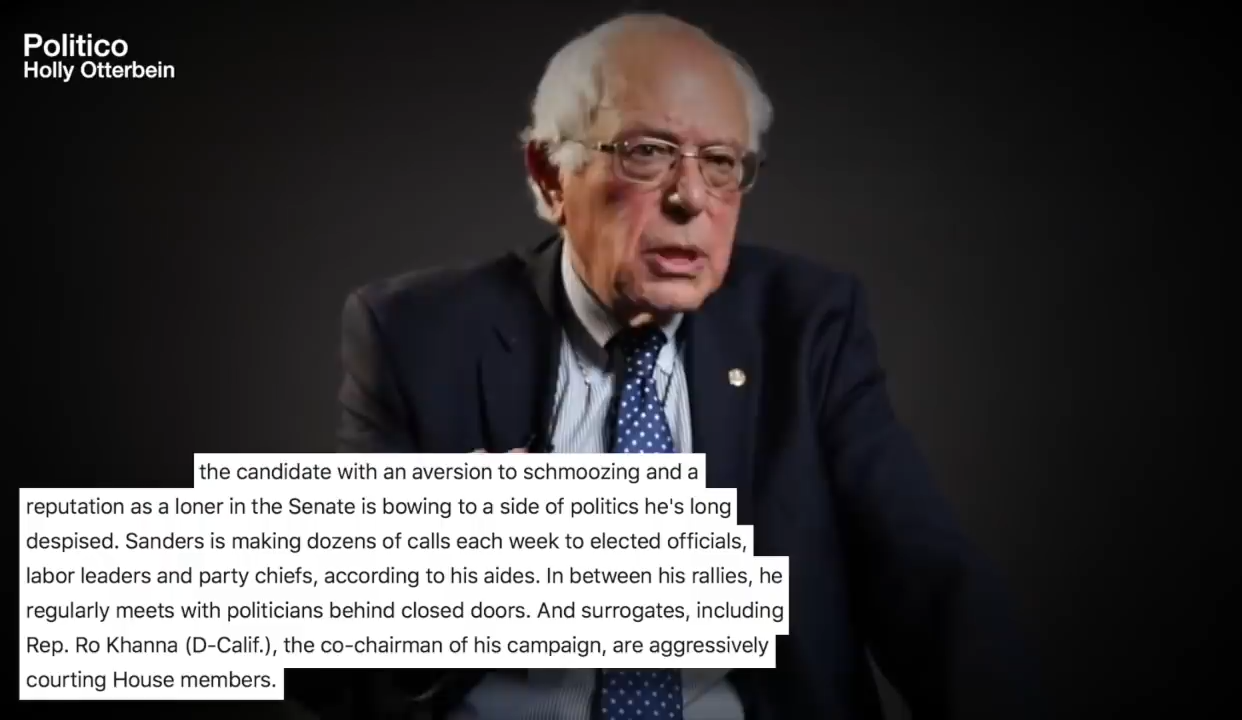 Politico
Holly Otterbein
the candidate with an aversion to schmoozing and a
reputation as a loner in the Senate is bowing to a side of politics he's long
despised. Sanders is making dozens of calls each week to elected officials,
labor leaders and party chiefs, according to his aides. In between his rallies, he
regularly meets with politicians behind closed doors. And surrogates, including
Rep. Ro Khanna (D-Calif.), the co-chairman of his campaign, are aggressively
courting House members.